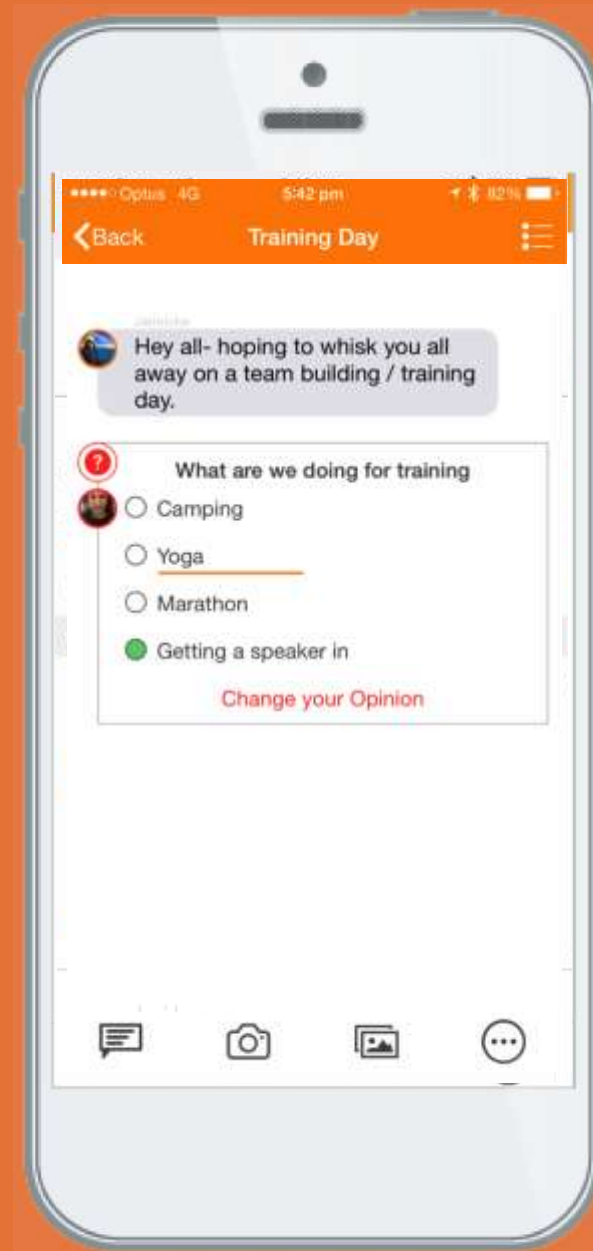 Optus 4G 5:42 pm 82%
Back Training Day
Hey all- hoping to whisk you all
away on a team building / training
day.
?
What are we doing for training
Camping
Yoga
Marathon
Getting a speaker in
Change your Opinion